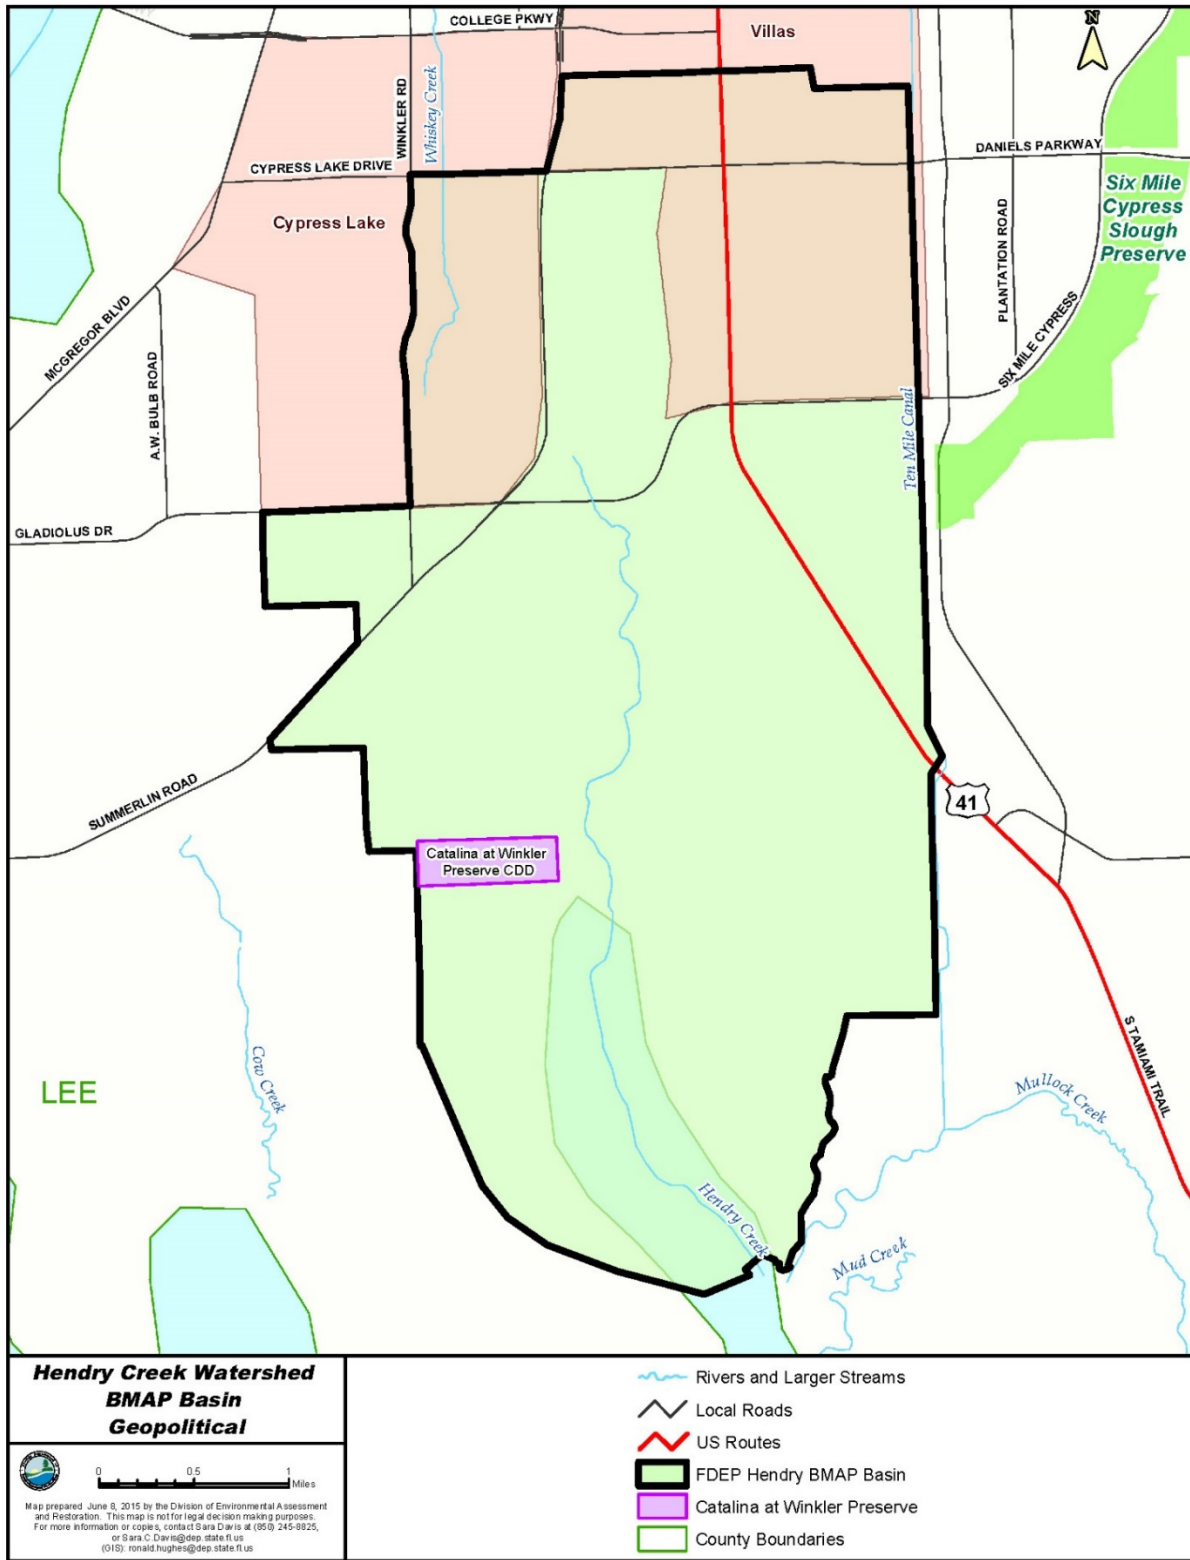 COLLEGE PKWY
Villas
N
WINKLER RD
Whiskey Creek
CYPRESS LAKE DRIVE
DANIELS PARKWAY
Cypress Lake
Six Mile
Cypress
Slough
Preserve
PLANTATION ROAD
MCGREGOR BLVD
A.W. BULB ROAD
SIX MILE CYPRESS
Ten Mile Canal
GLADIOLUS DR
SUMMERLIN ROAD
41
Catalina at Winkler
Preserve CDD
Cow Creek
LEE
S TAMIAMI TRAIL
Mullock Creek
Hendry Creek
Mud Creek
Hendry Creek Watershed
BMAP Basin
Geopolitical
0 0.5 1
Miles
Map prepared June 8, 2015 by the Division of Environmental Assessment
and Restoration. This map is not for legal decision making purposes.
For more information or copies, contact Sara Davis at (850) 245-8825,
or Sara.C.Davis@dep.state.fl.us
(GIS): ronald.hughes@dep.state.fl.us
Rivers and Larger Streams
Local Roads
US Routes
FDEP Hendry BMAP Basin
Catalina at Winkler Preserve
County Boundaries